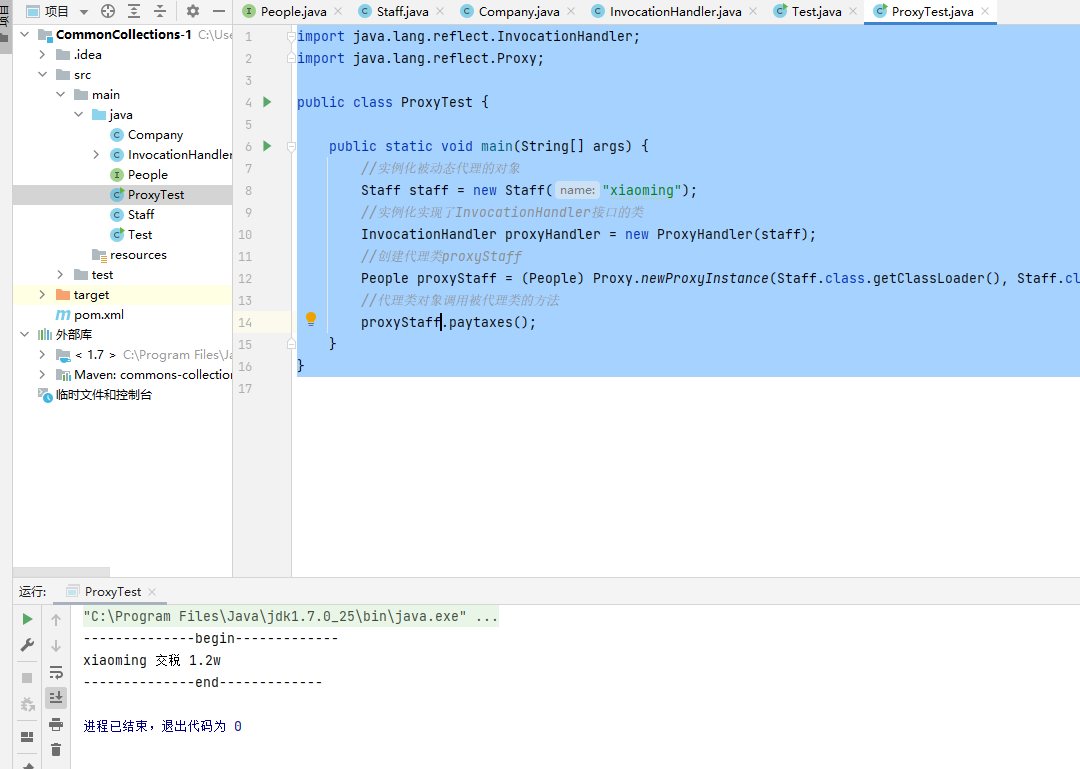 项目
People.java
Staff.java
Company.java
InvocationHandler.java
Test.java
ProxyTest.java
CommonCollections-1 C:\Use
.idea
src
main
java
Company
InvocationHandler
People
ProxyTest
Staff
Test
resources
test
target
pom.xml
外部库
< 1.7 > C:\Program Files\Ja
Maven: commons-collection
临时文件和控制台
1 import java.lang.reflect.InvocationHandler;
2 import java.lang.reflect.Proxy;
3
4 public class ProxyTest {
5
6 public static void main(String[] args) {
7 //实例化被动态代理的对象
8 Staff staff = new Staff( name: "xiaoming");
9 //实例化实现了InvocationHandler接口的类
10 InvocationHandler proxyHandler = new ProxyHandler(staff);
11 //创建代理类proxyStaff
12 People proxyStaff = (People) Proxy.newProxyInstance(Staff.class.getClassLoader(), Staff.cl
13 //代理类对象调用被代理类的方法
14 proxyStaff.paytaxes();
15 }
16 }
17
运行: ProxyTest
"C:\Program Files\Java\jdk1.7.0_25\bin\java.exe" ...
--------------begin-------------
xiaoming 交税 1.2w
--------------end-------------
进程已结束，退出代码为 0